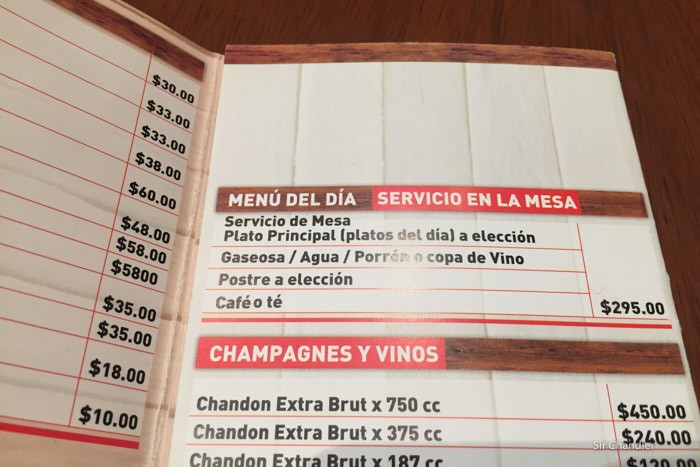 $30.00
$33.00
$33.00
$38.00
$60.00
$48.00
$58.00
$5800
$35.00
$35.00
$18.00
$10.00
MENÚ DEL DÍA SERVICIO EN LA MESA
Servicio de Mesa
Plato Principal (platos del día) a elección
Gaseosa / Agua / Porrón o copa de Vino
Postre a elección
Café o té
$295.00
CHAMPAGNES Y VINOS
Chandon Extra Brut x 750 cc $450.00
Chandon Extra Brut x 375 cc $240.00
Chandon Extra Brut x 187 cc
Sir Chandler